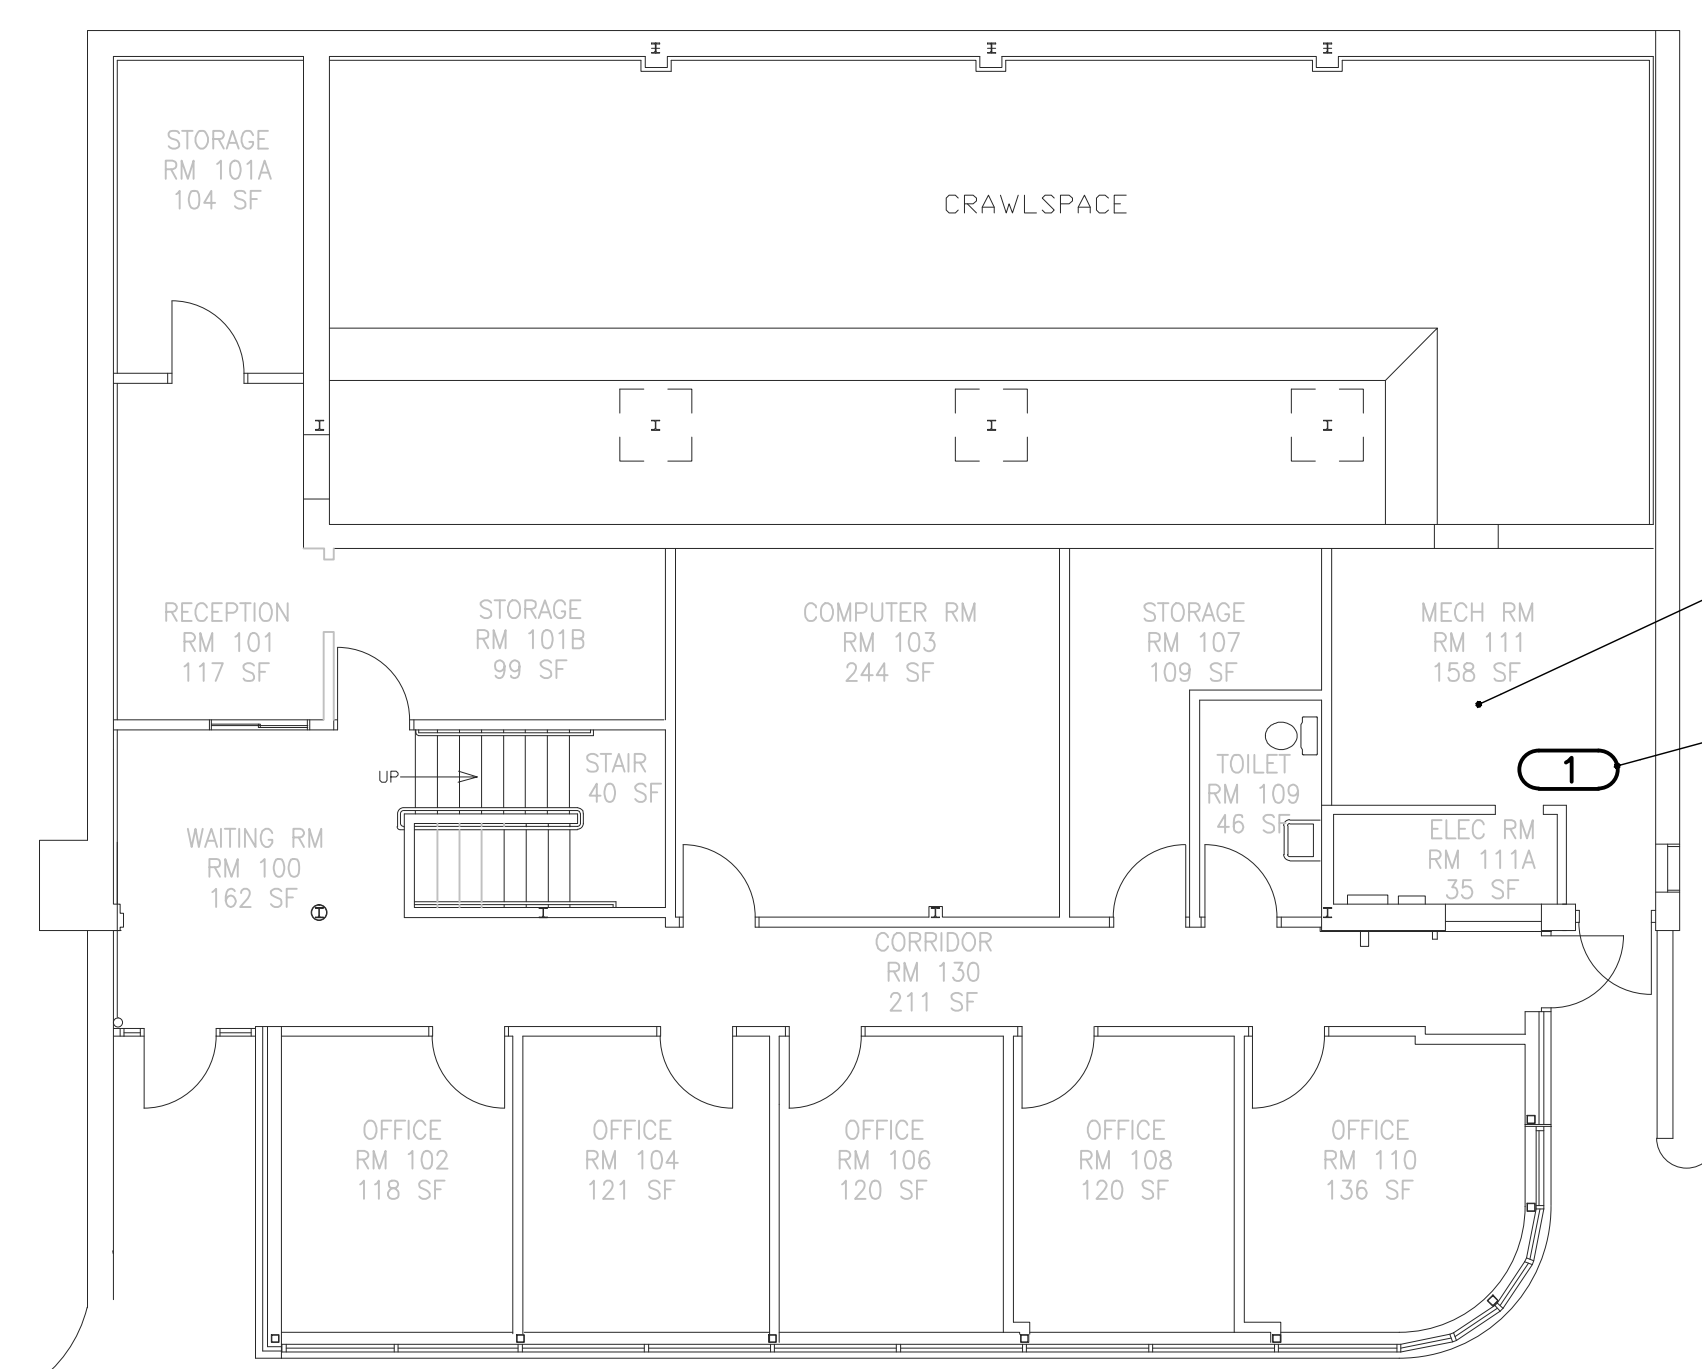 STORAGE
RM 101A
104 SF
CRAWLSPACE
RECEPTION
RM 101
117 SF
STORAGE
RM 101B
99 SF
COMPUTER RM
RM 103
244 SF
STORAGE
RM 107
109 SF
MECH RM
RM 111
158 SF
1
UP
STAIR
40 SF
TOILET
RM 109
46 SF
WAITING RM
RM 100
162 SF
ELEC RM
RM 111A
35 SF
CORRIDOR
RM 130
211 SF
OFFICE
RM 102
118 SF
OFFICE
RM 104
121 SF
OFFICE
RM 106
120 SF
OFFICE
RM 108
120 SF
OFFICE
RM 110
136 SF